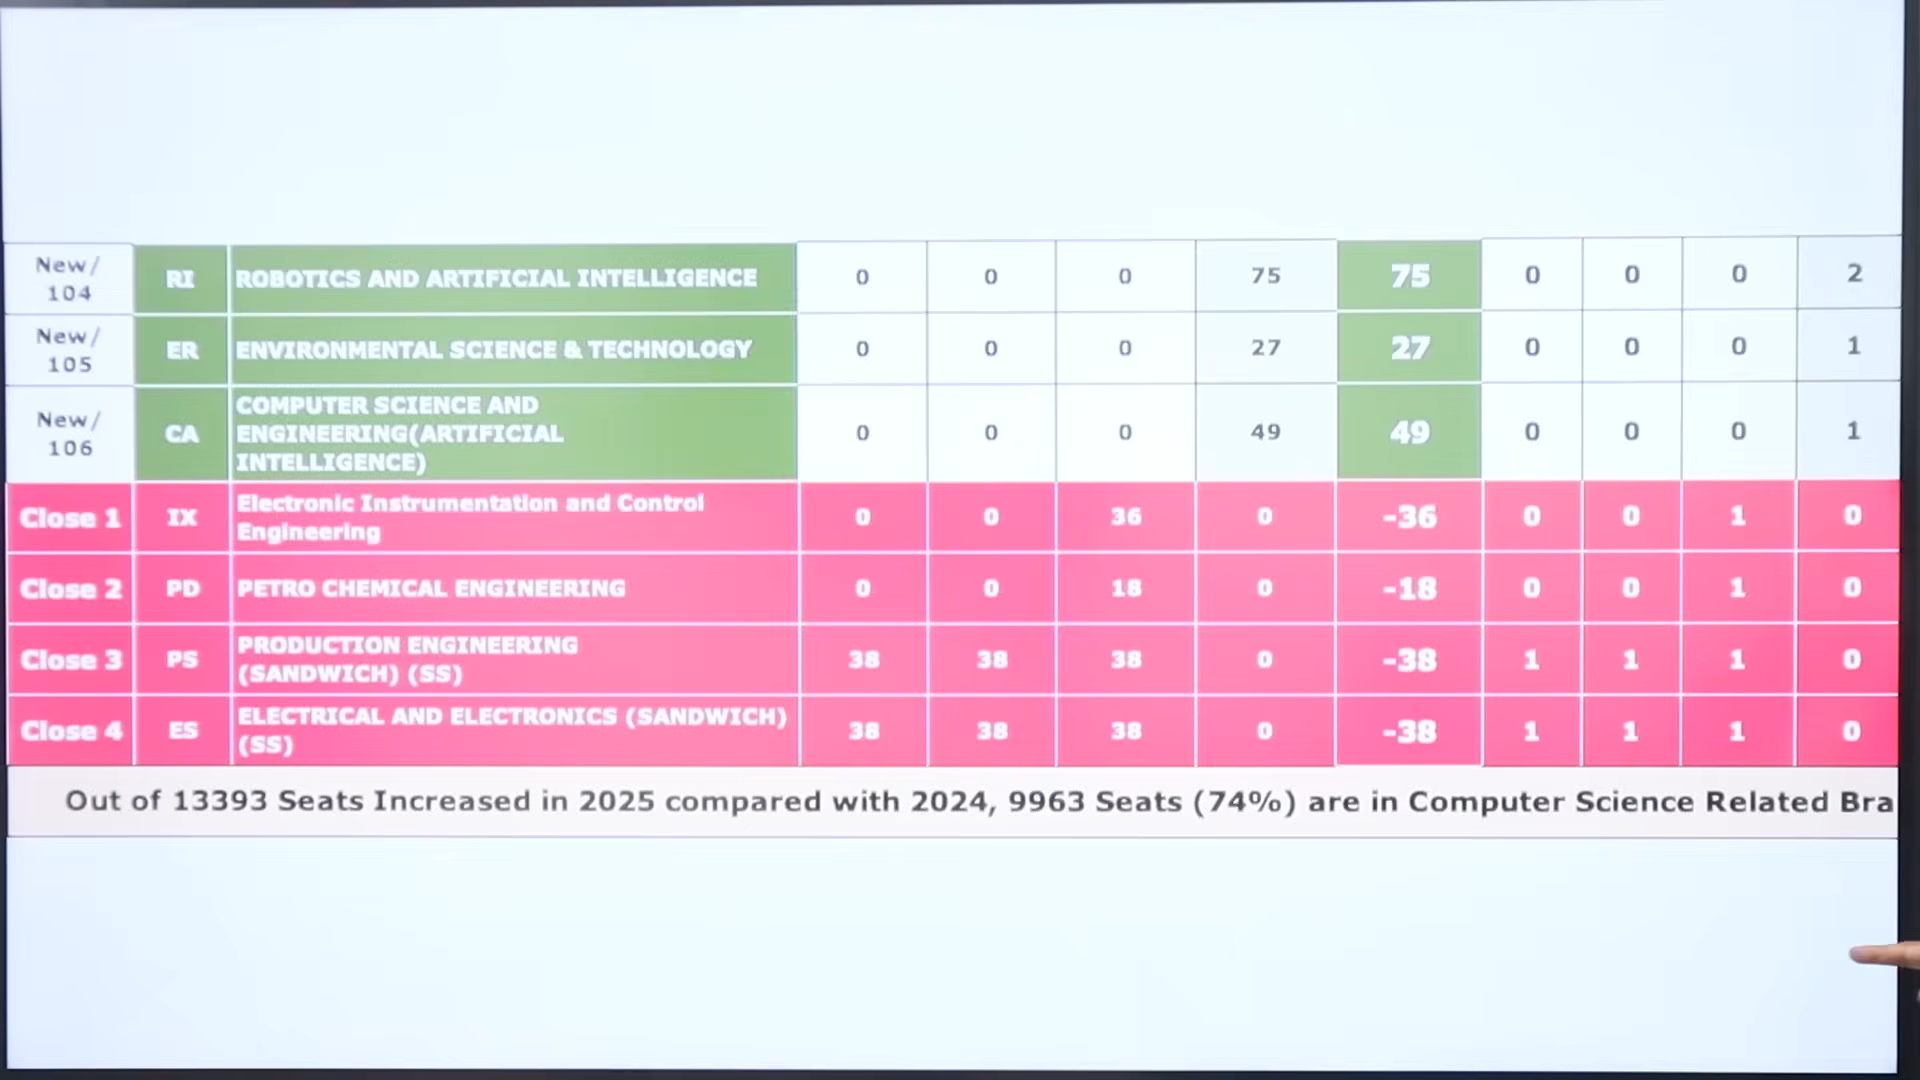 New/
104
RI
ROBOTICS AND ARTIFICIAL INTELLIGENCE
0 0 0 75 75 0 0 0 2
New/
105
ER
ENVIRONMENTAL SCIENCE & TECHNOLOGY
0 0 0 27 27 0 0 0 1
New/
106
CA
COMPUTER SCIENCE AND
ENGINEERING(ARTIFICIAL
INTELLIGENCE)
0 0 0 49 49 0 0 0 1
Close 1
IX
Electronic Instrumentation and Control
Engineering
0 0 36 0 -36 0 0 1 0
Close 2
PD
PETRO CHEMICAL ENGINEERING
0 0 18 0 -18 0 0 1 0
Close 3
PS
PRODUCTION ENGINEERING
(SANDWICH) (SS)
38 38 38 0 -38 1 1 1 0
Close 4
ES
ELECTRICAL AND ELECTRONICS (SANDWICH)
(SS)
38 38 38 0 -38 1 1 1 0
Out of 13393 Seats Increased in 2025 compared with 2024, 9963 Seats (74%) are in Computer Science Related Bra